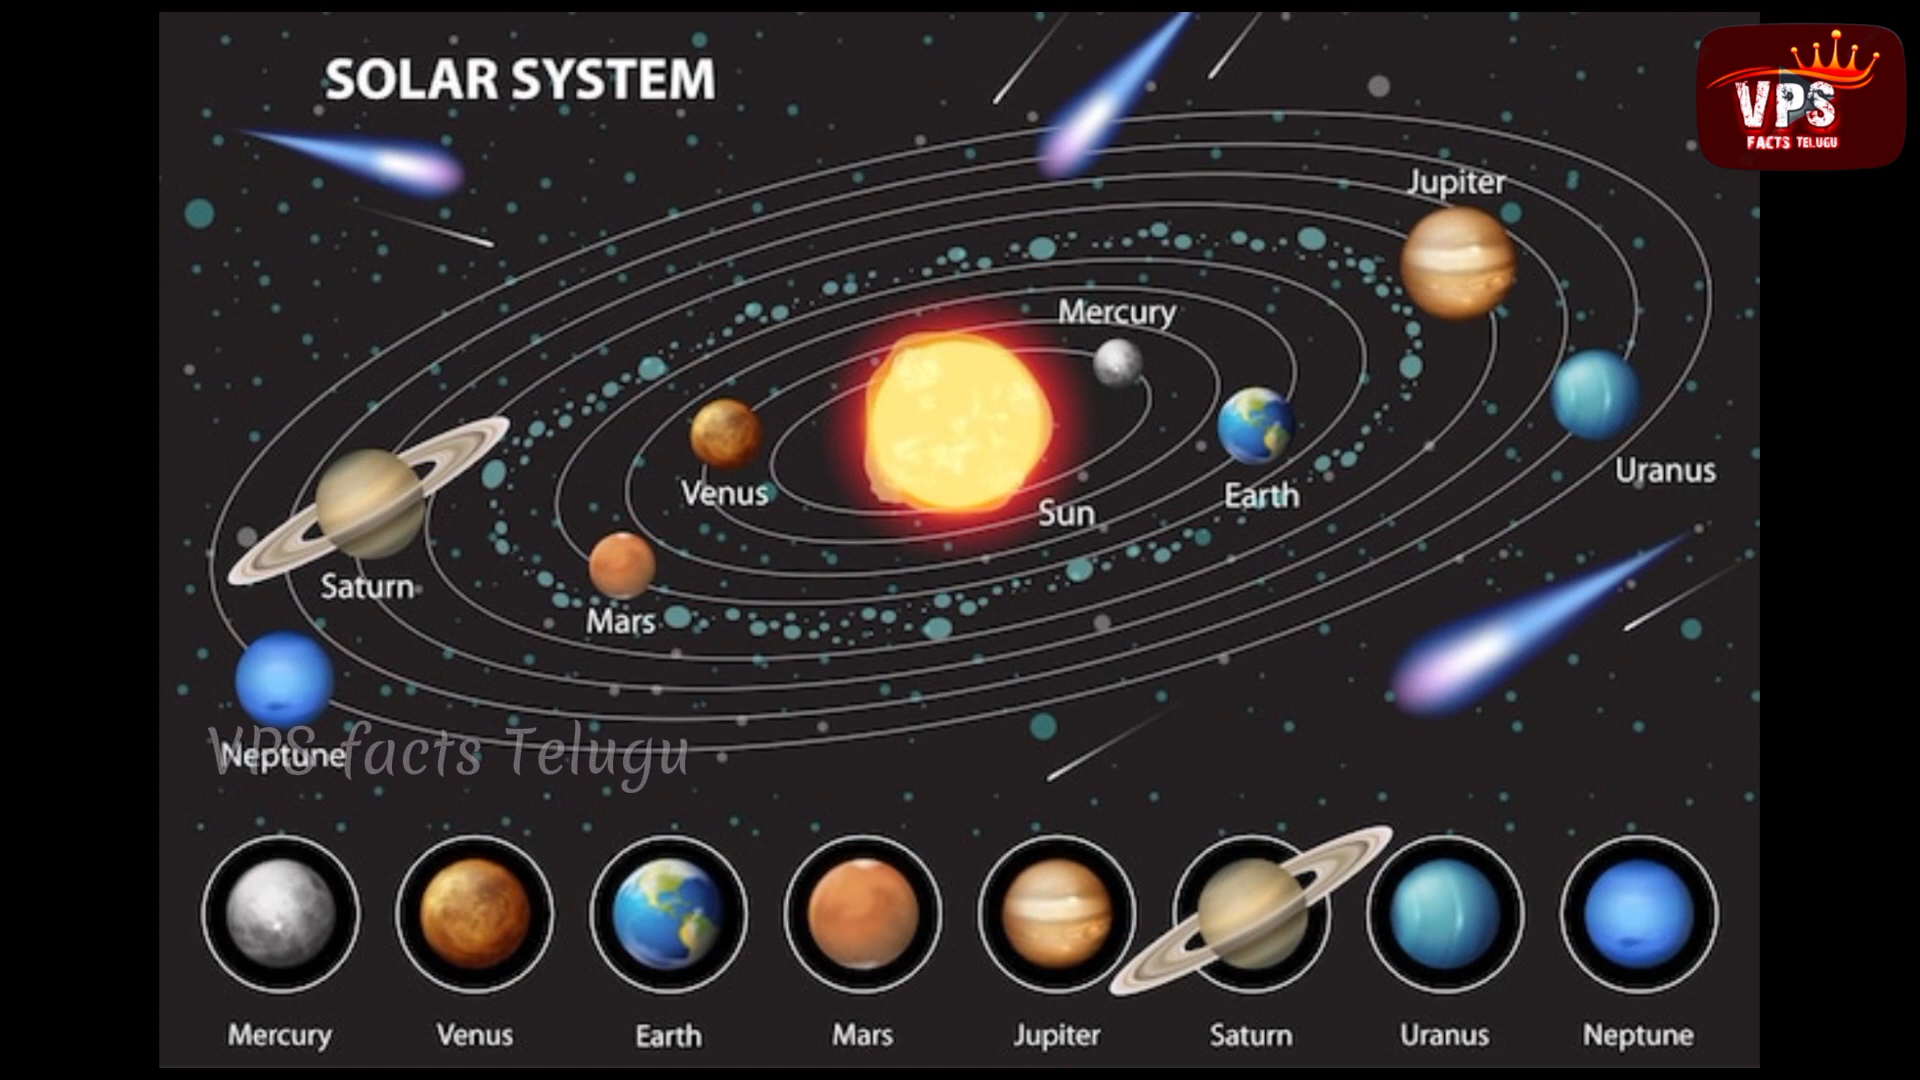 SOLAR SYSTEM
VPS
FACTS TELUGU
Jupiter
Mercury
Uranus
Venus
Earth
Sun
Saturn
Mars
Neptune
VPS facts Telugu
Mercury Venus Earth Mars Jupiter Saturn Uranus Neptune